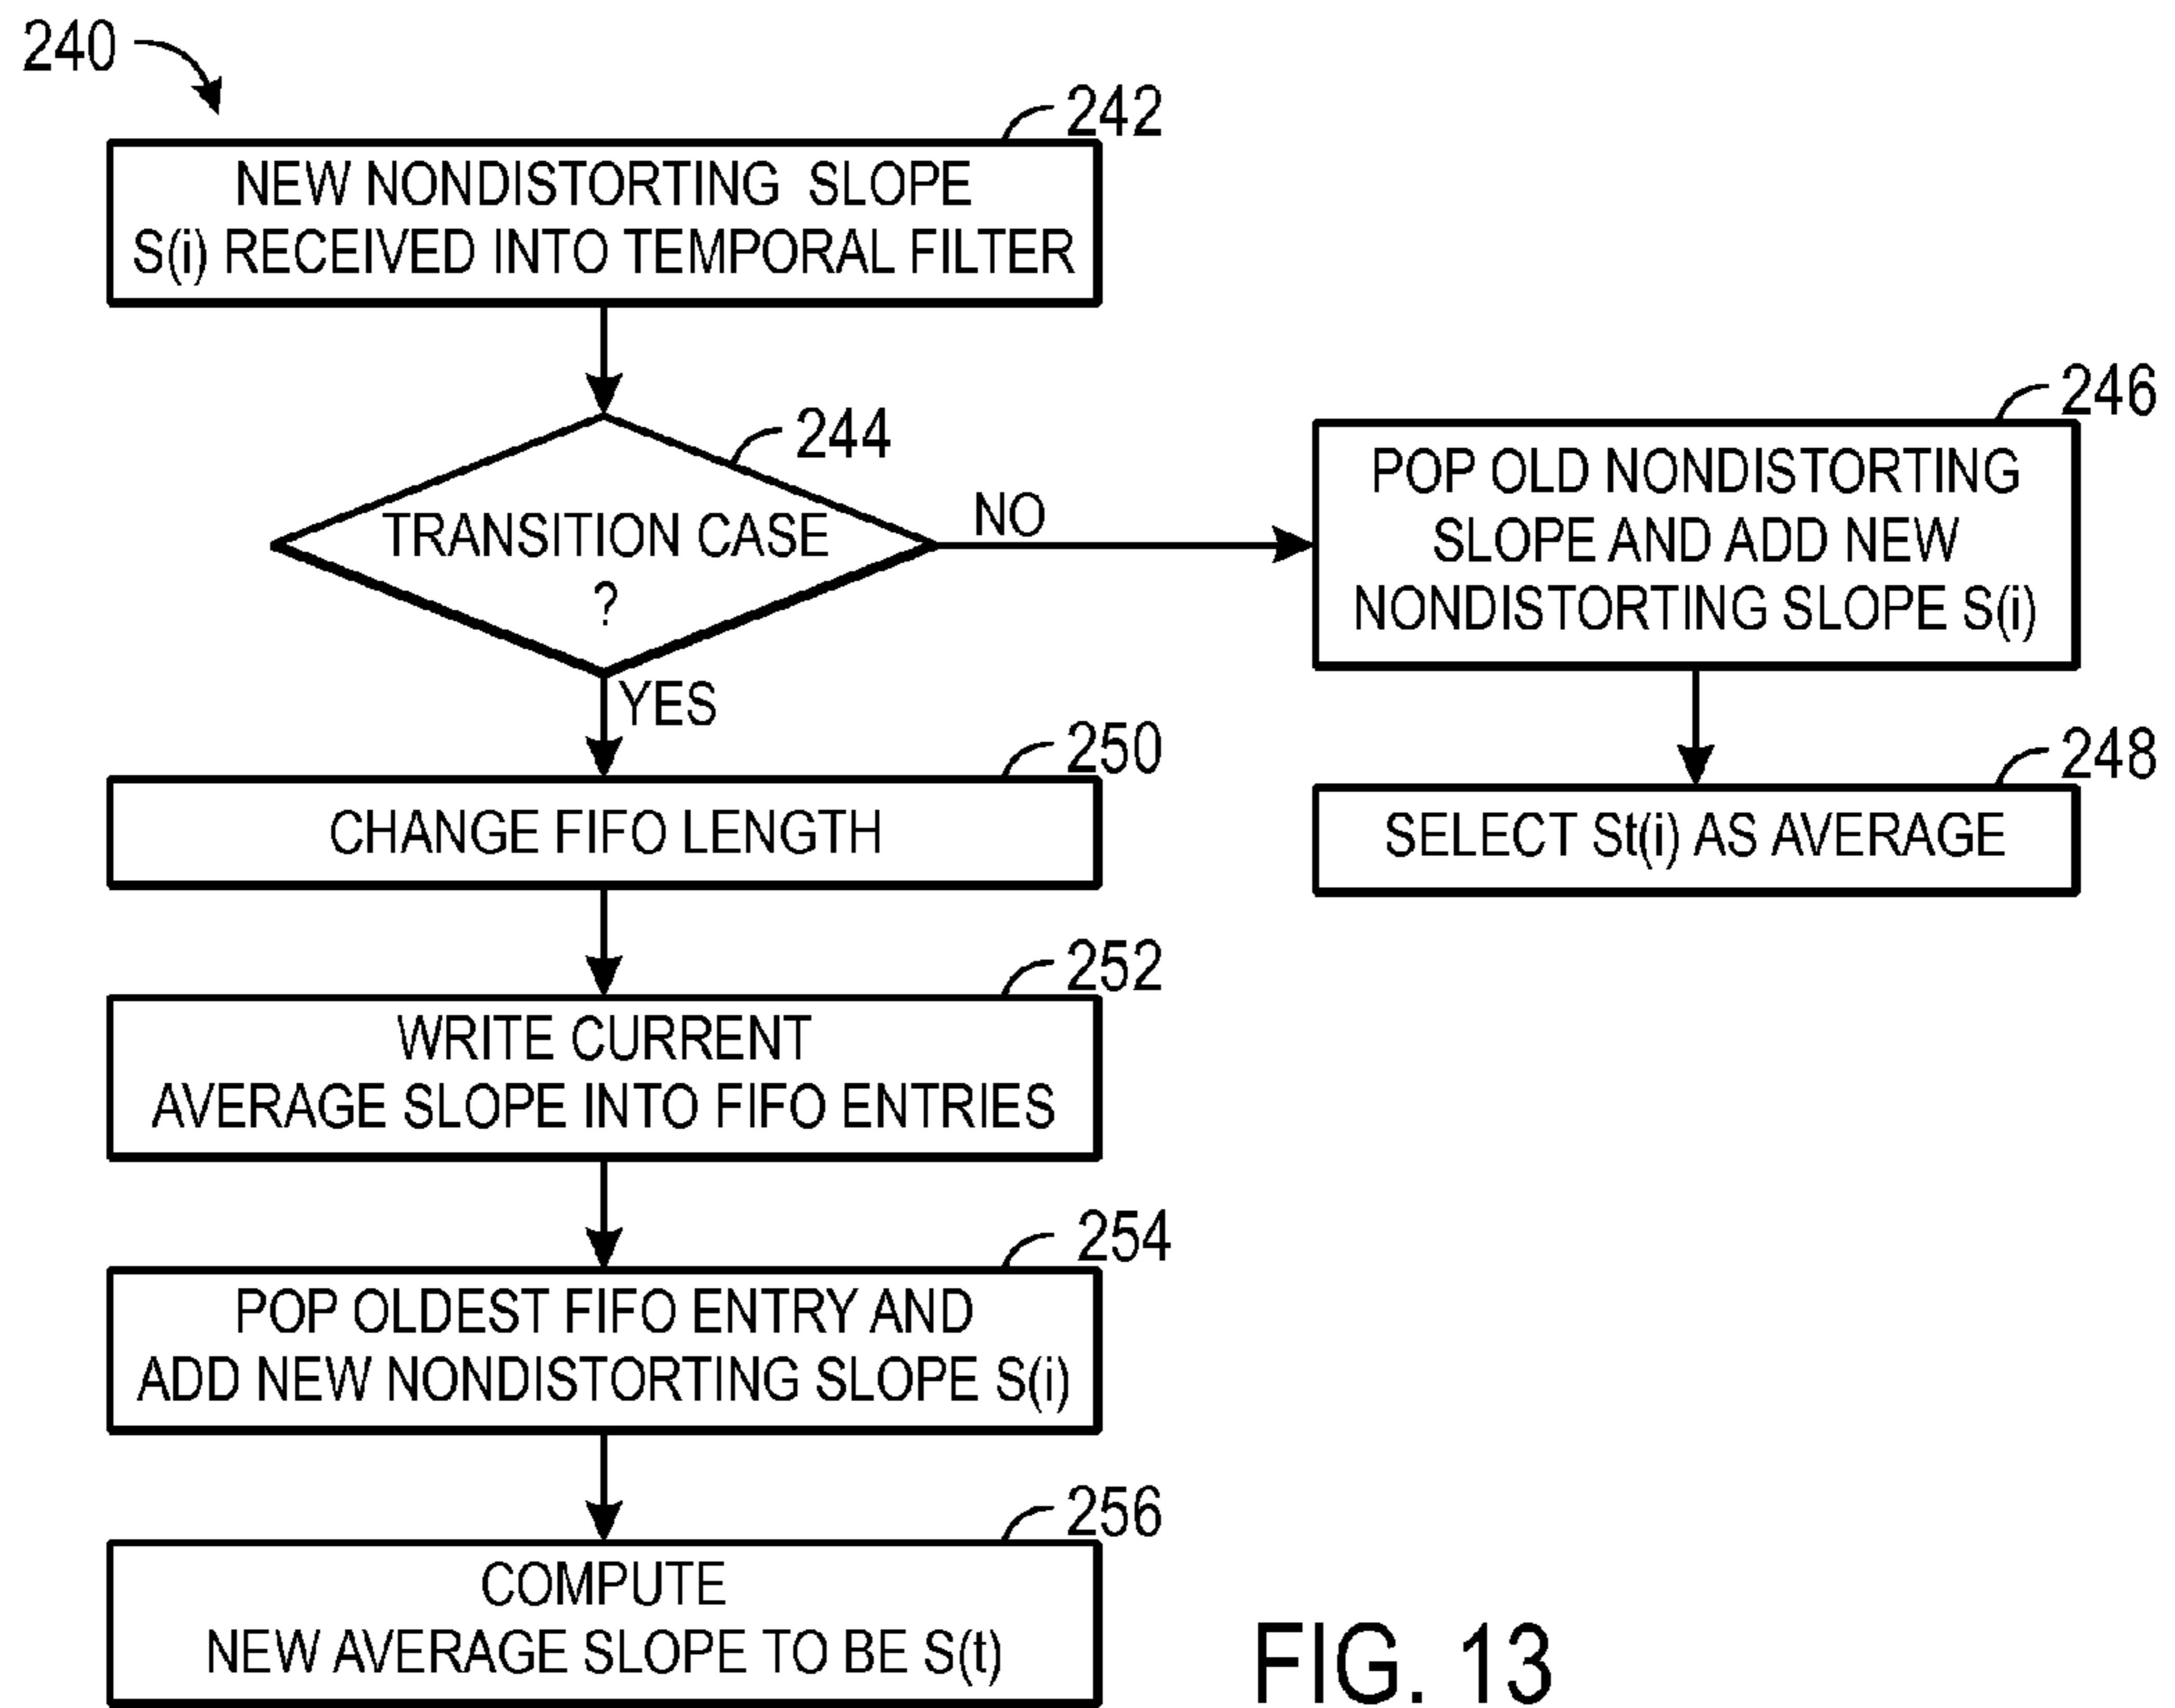 240
242
NEW NONDISTORTING SLOPE
S(i) RECEIVED INTO TEMPORAL FILTER
244
TRANSITION CASE
?
NO
YES
246
POP OLD NONDISTORTING
SLOPE AND ADD NEW
NONDISTORTING SLOPE S(i)
248
SELECT St(i) AS AVERAGE
250
CHANGE FIFO LENGTH
252
WRITE CURRENT
AVERAGE SLOPE INTO FIFO ENTRIES
254
POP OLDEST FIFO ENTRY AND
ADD NEW NONDISTORTING SLOPE S(i)
256
COMPUTE
NEW AVERAGE SLOPE TO BE S(t)
FIG. 13